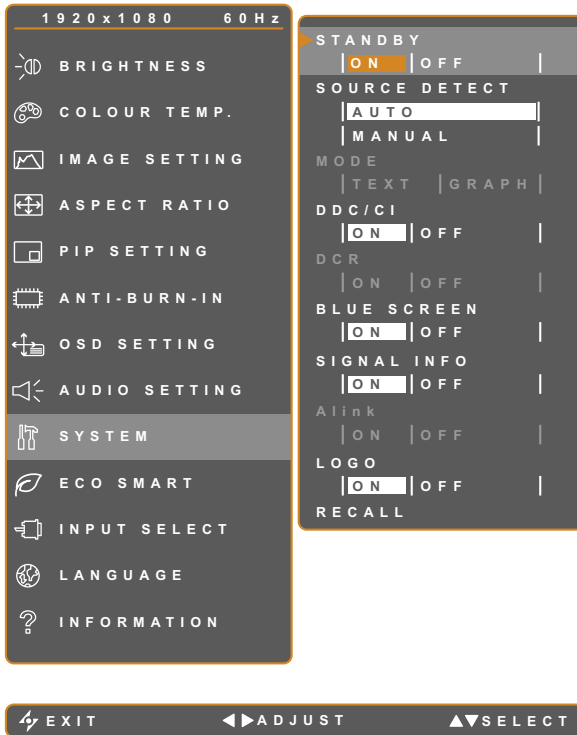 1920x1080 60Hz
BRIGHTNESS
COLOUR TEMP.
IMAGE SETTING
ASPECT RATIO
PIP SETTING
ANTI-BURN-IN
OSD SETTING
AUDIO SETTING
SYSTEM
ECO SMART
INPUT SELECT
LANGUAGE
INFORMATION
STANDBY
ON OFF
SOURCE DETECT
AUTO
MANUAL
MODE
TEXT GRAPH
DDC/CI
ON OFF
DCR
ON OFF
BLUE SCREEN
ON OFF
SIGNAL INFO
ON OFF
Alink
ON OFF
LOGO
ON OFF
RECALL
EXIT ADJUST SELECT